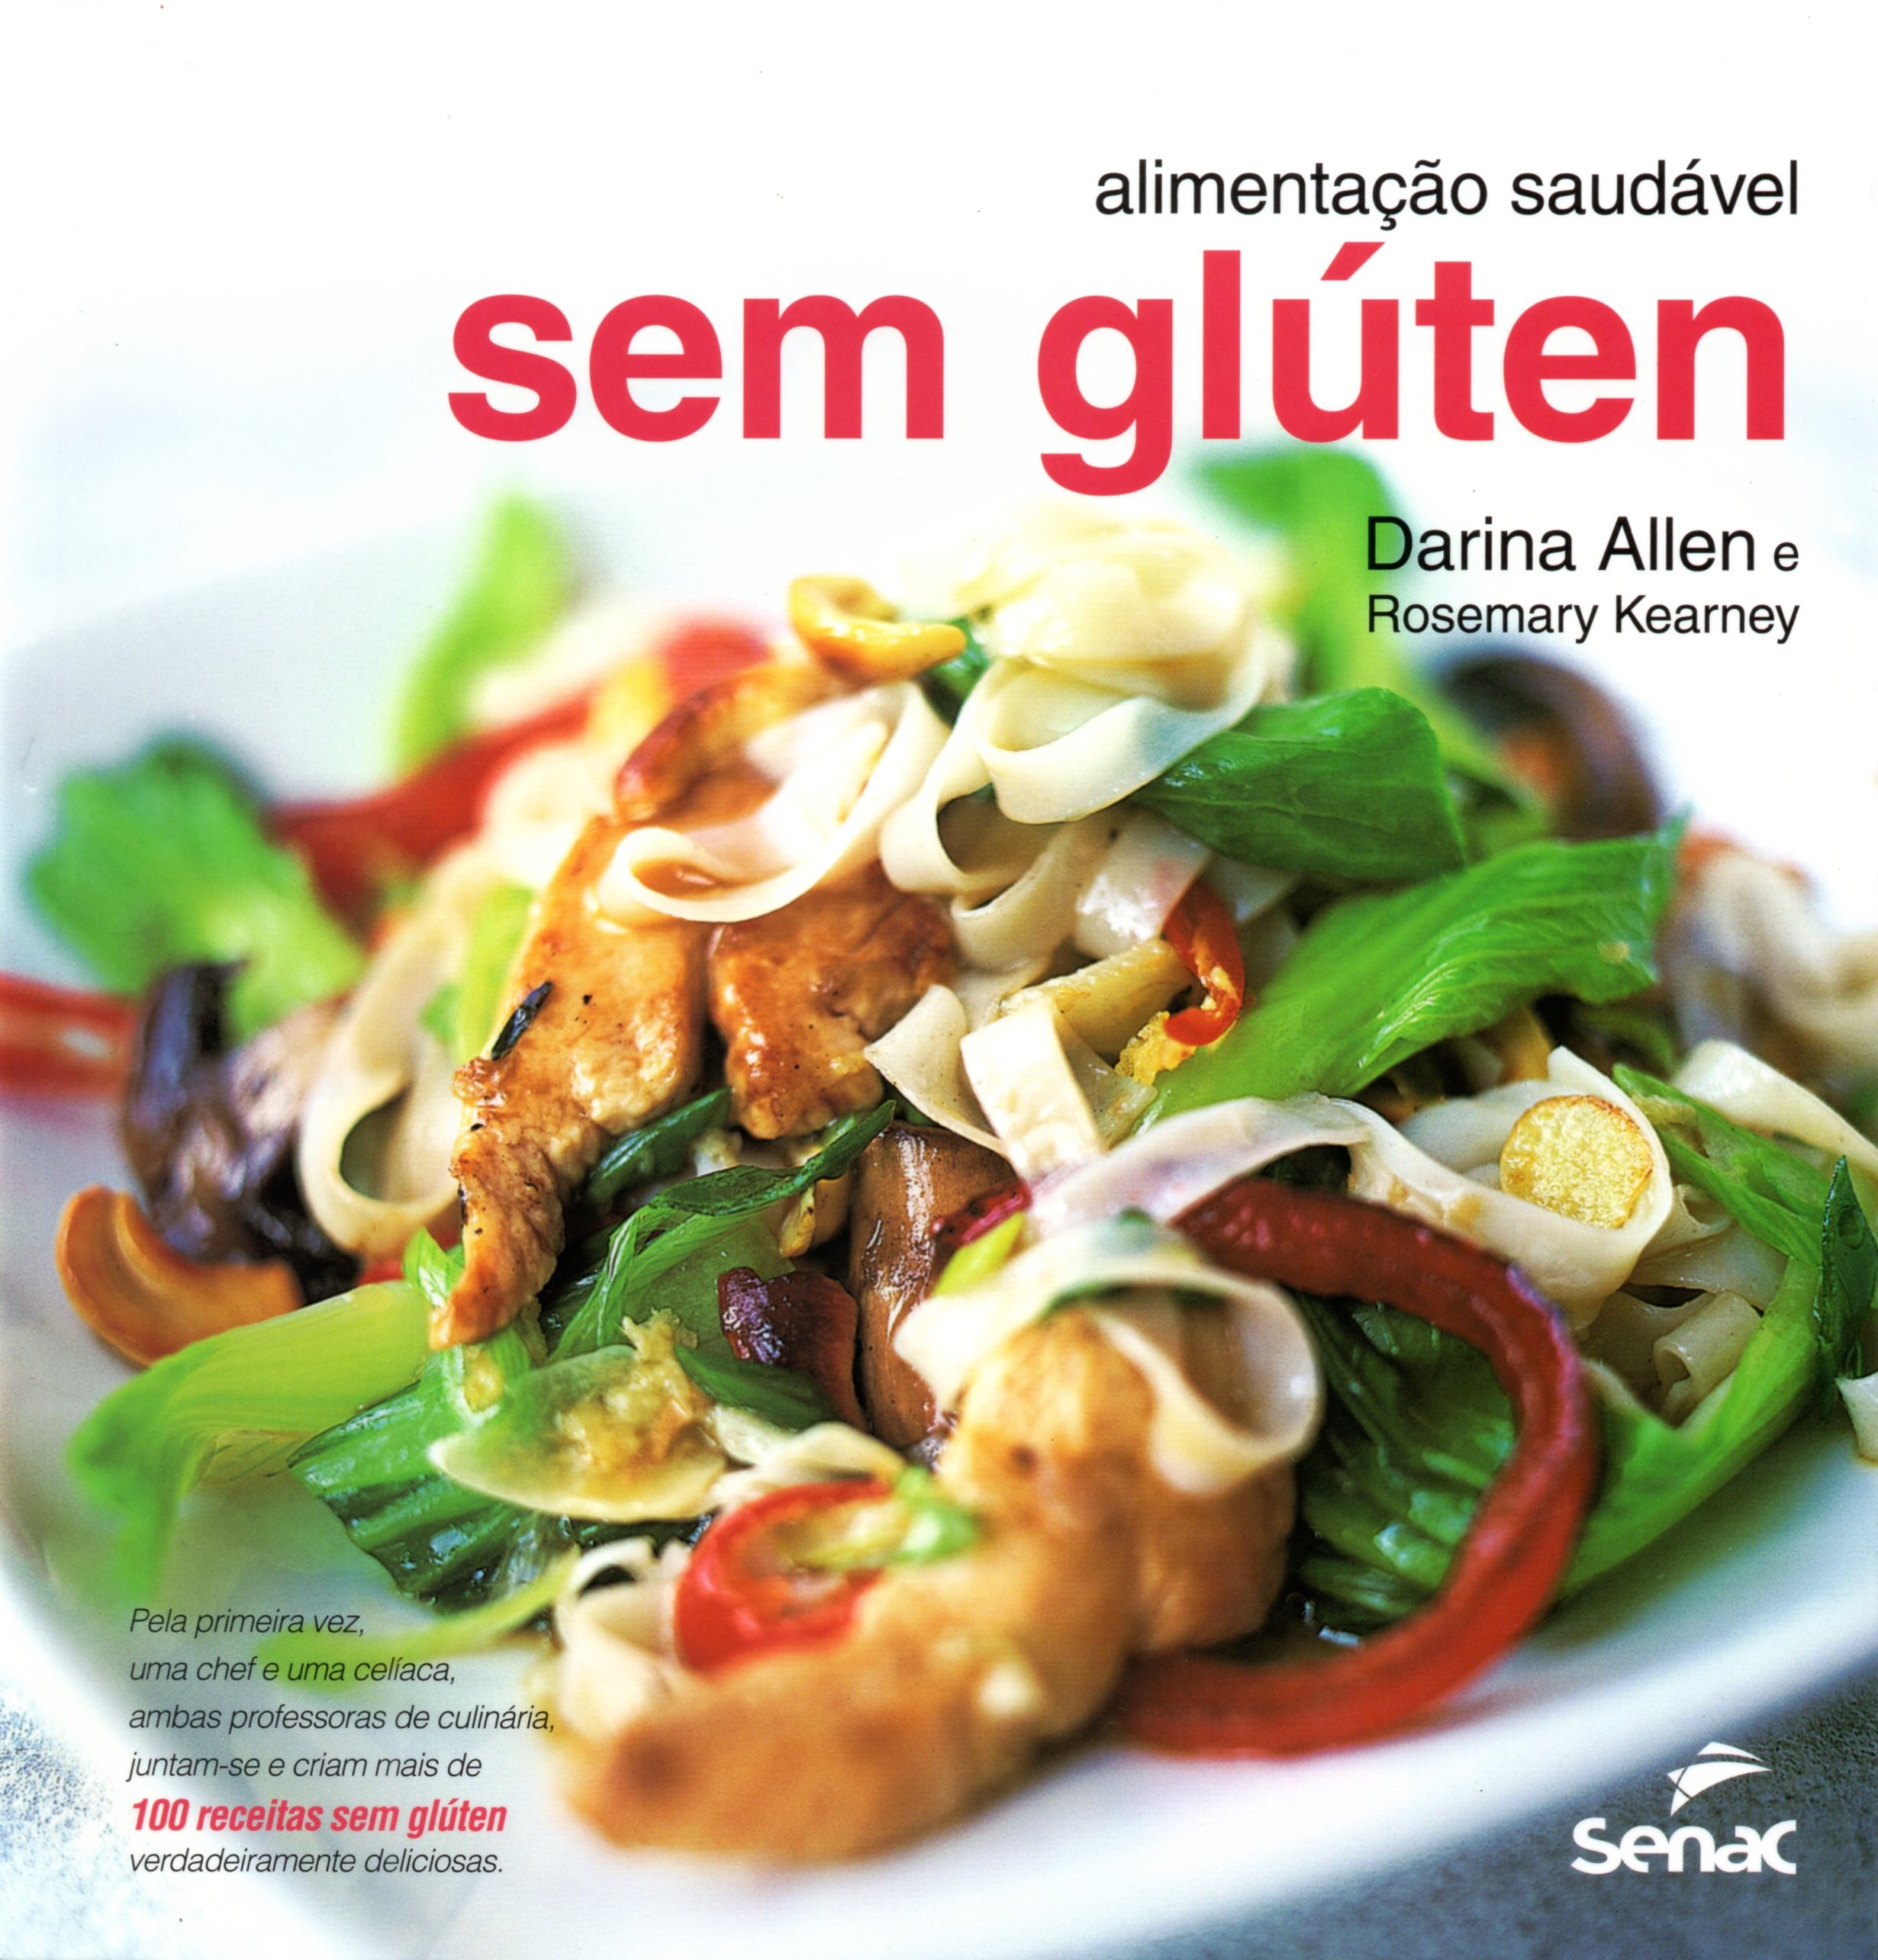 alimentação saudável
sem glúten
Darina Allen e
Rosemary Kearney
Pela primeira vez,
uma chef e uma celíaca,
ambas professoras de culinária,
juntam-se e criam mais de
100 receitas sem glúten
verdadeiramente deliciosas.
senac